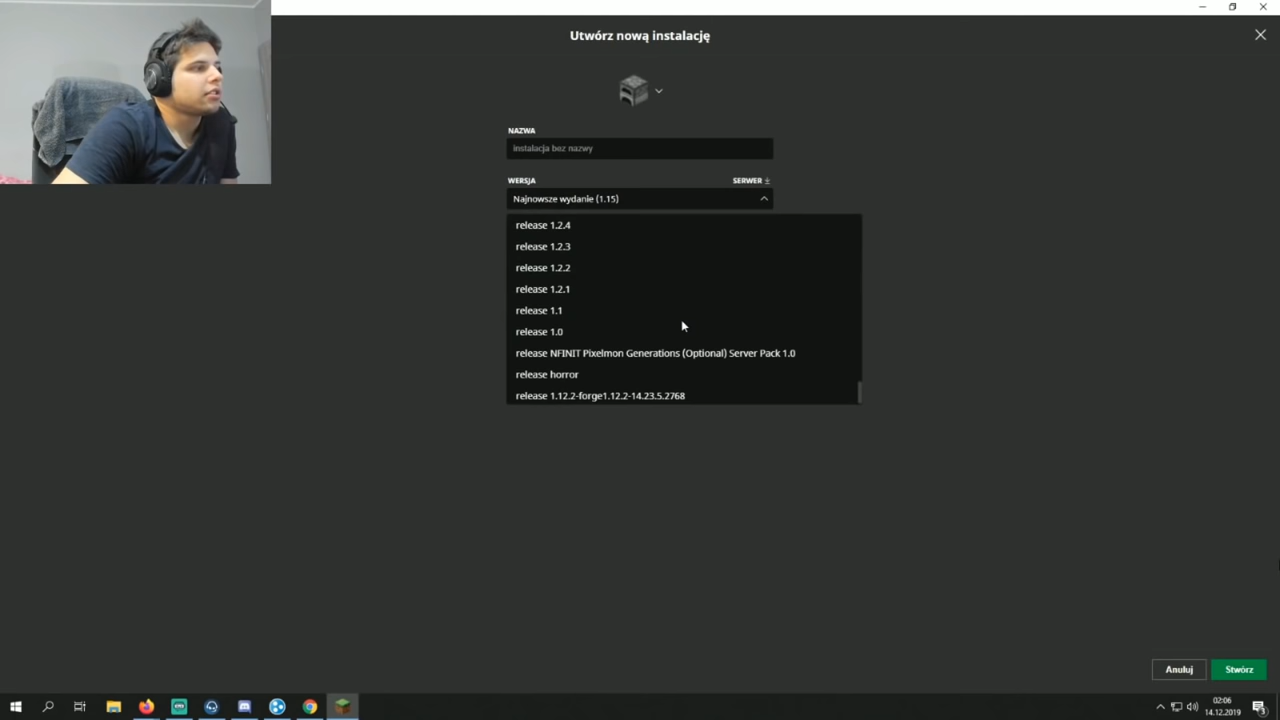 Utwórz nową instalację
NAZWA
instalacja bez nazwy
WERSJA
SERWER
Najnowsze wydanie (1.15)
release 1.2.4
release 1.2.3
release 1.2.2
release 1.2.1
release 1.1
release 1.0
release NFINIT Pixelmon Generations (Optional) Server Pack 1.0
release horror
release 1.12.2-forge1.12.2-14.23.5.2768
Anuluj
Stwórz
02:06
14.12.2019
3